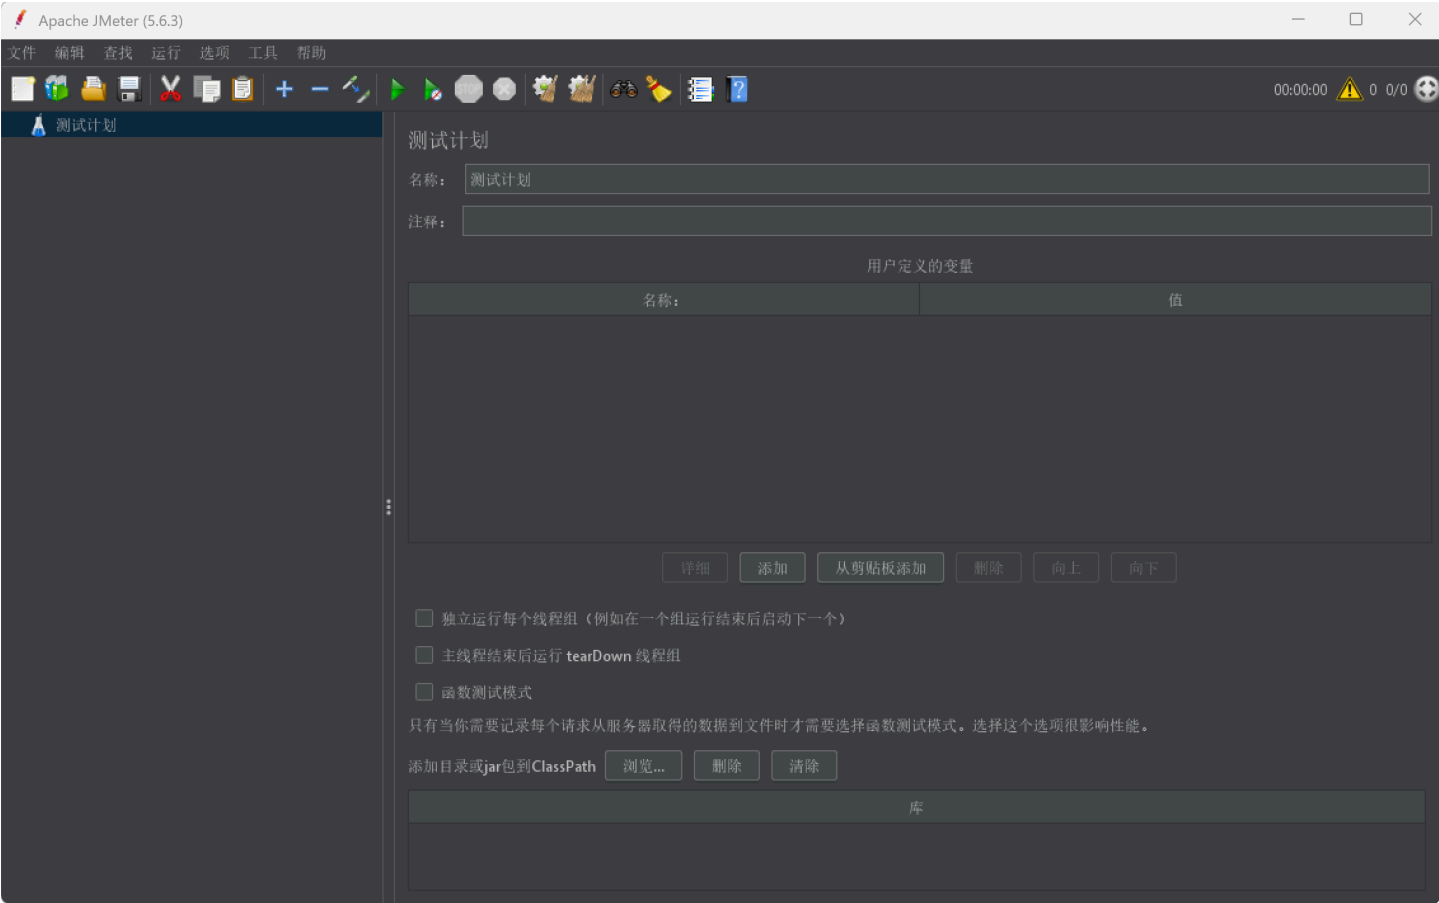 Apache JMeter (5.6.3)
文件 编辑 查找 运行 选项 工具 帮助
STOP
00:00:00 0 0/0
测试计划
测试计划
名称： 测试计划
注释：
用户定义的变量
名称： 值
详细 添加 从剪贴板添加 删除 向上 向下
独立运行每个线程组（例如在一个组运行结束后启动下一个）
主线程结束后运行 tearDown 线程组
函数测试模式
只有当你需要记录每个请求从服务器取得的数据到文件时才需要选择函数测试模式。选择这个选项很影响性能。
添加目录或jar包到ClassPath 浏览... 删除 清除
库